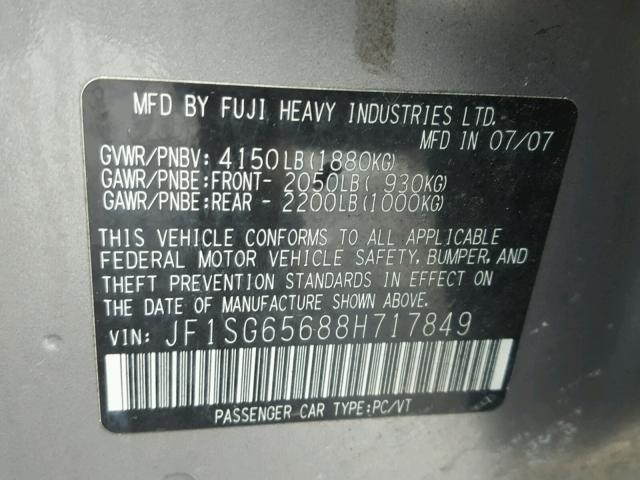 MFD BY FUJI HEAVY INDUSTRIES LTD.
MFD IN 07/07
GVWR/PNBV: 4150LB(1880KG)
GAWR/PNBE:FRONT- 2050LB( 930KG)
GAWR/PNBE:REAR - 2200LB(1000KG)
THIS VEHICLE CONFORMS TO ALL APPLICABLE
FEDERAL MOTOR VEHICLE SAFETY, BUMPER, AND
THEFT PREVENTION STANDARDS IN EFFECT ON
THE DATE OF MANUFACTURE SHOWN ABOVE.
VIN: JF1SG65688H717849
PASSENGER CAR TYPE:PC/VT